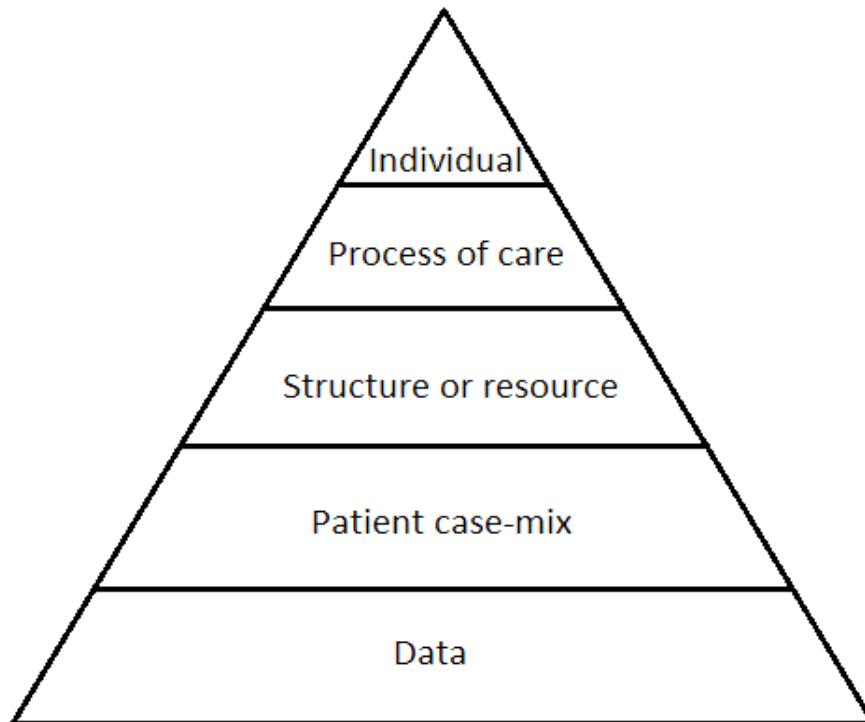 Individual
Process of care
Structure or resource
Patient case-mix
Data